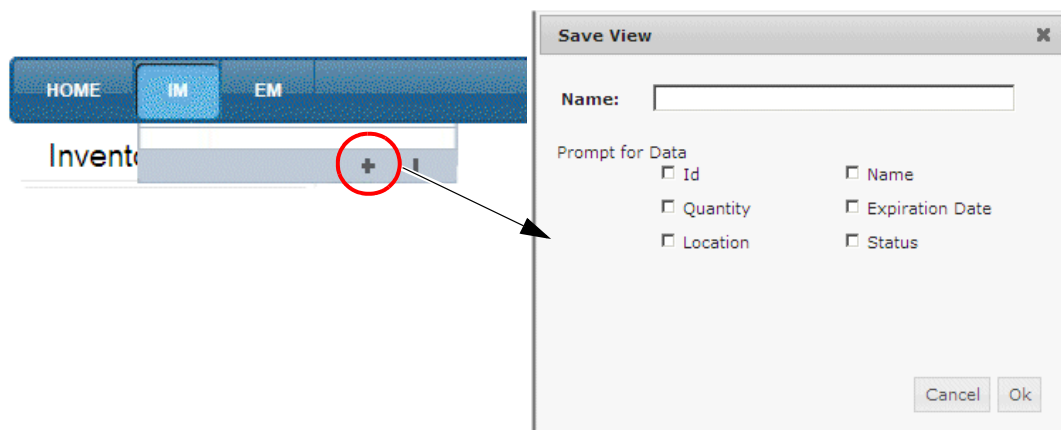 HOME IM EM
Invent
Save View
Name:
Prompt for Data
Id Name
Quantity Expiration Date
Location Status
Cancel Ok